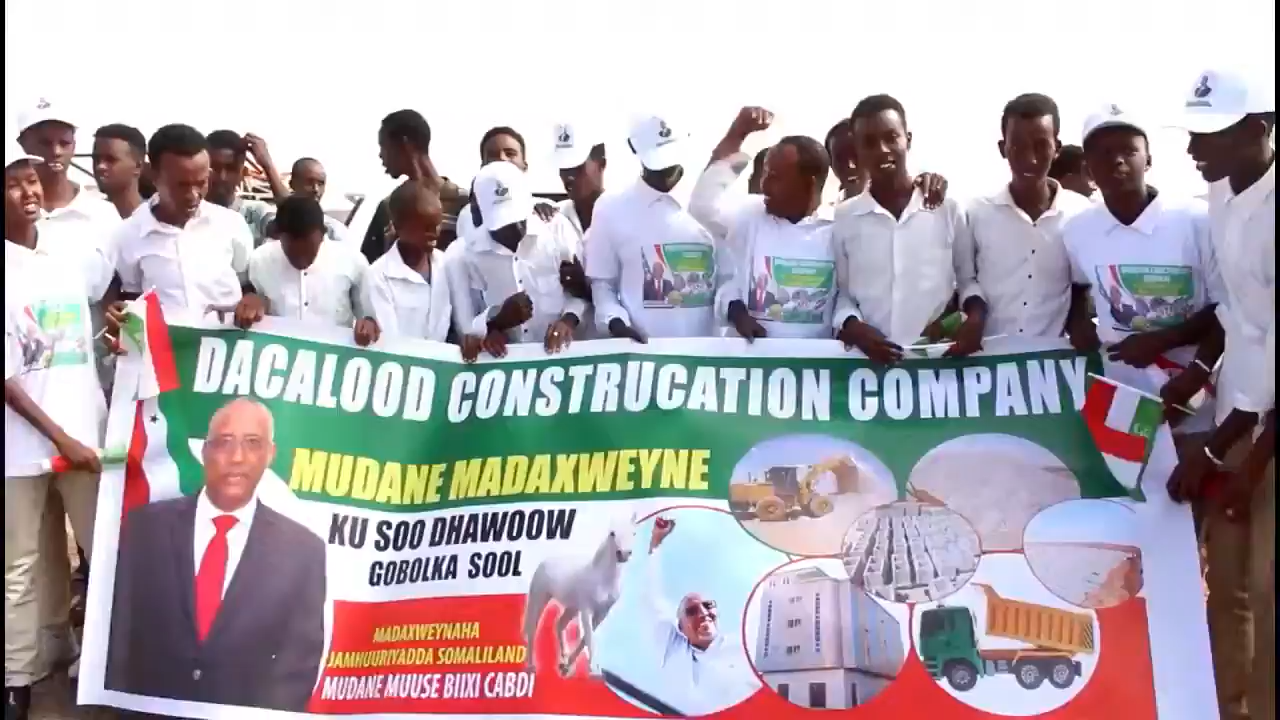 DACALOOD CONSTRUCATION COMPANY
MUDANE MADAXWEYNE
KU SOO DHAWOOW
GOBOLKA SOOL
MADAXWEYNAHA
JAMHUURIYADDA SOMALILAND
MUDANE MUUSE BIIXI CABDI